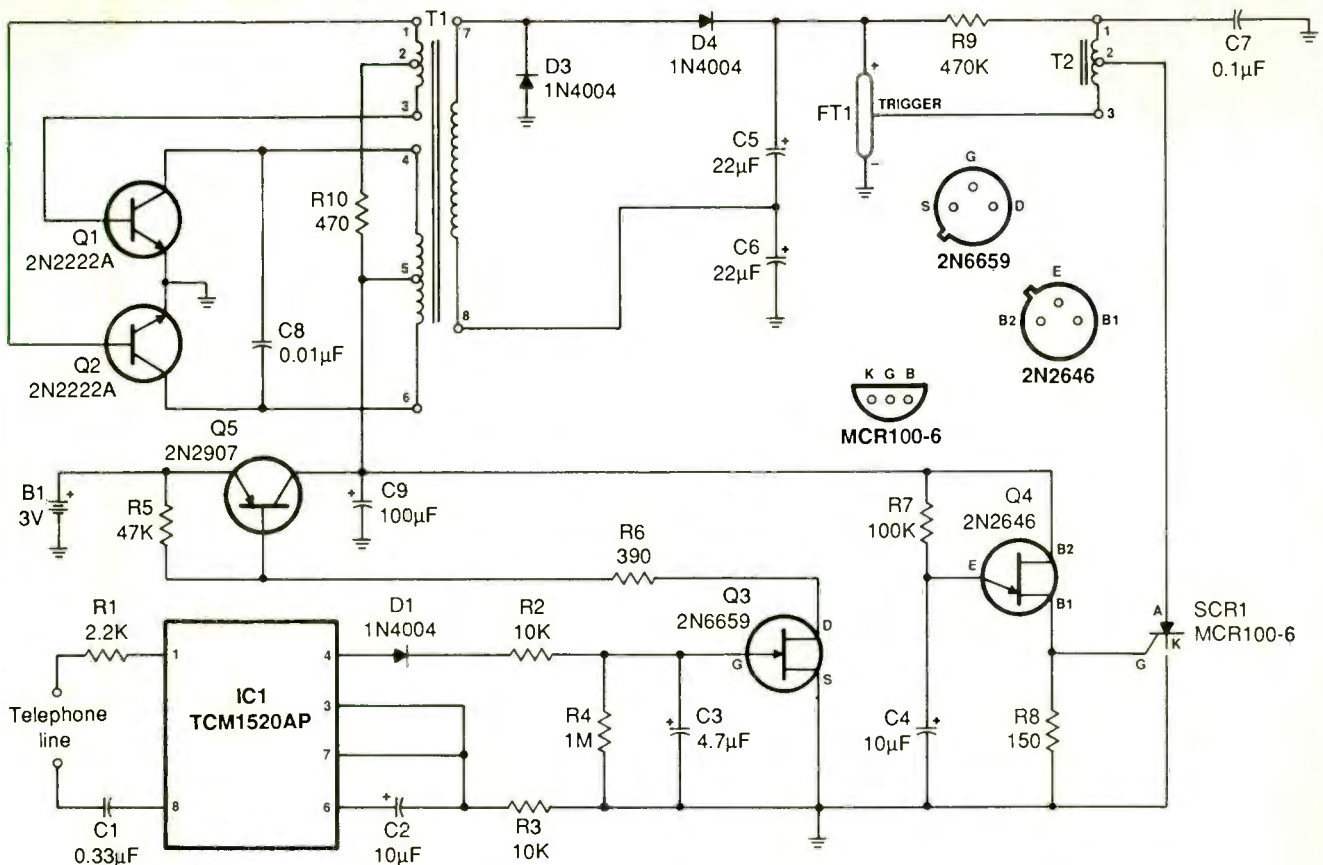 T1
1
2
3
4
5
6
7
8
D3
1N4004
D4
1N4004
R9
470K
1
2
3
T2
C7
0.1µF
+
FT1
TRIGGER
−
C5
+
22µF
C6
+
22µF
R10
470
Q1
2N2222A
Q2
2N2222A
C8
0.01µF
G
S
D
2N6659
E
B2
B1
2N2646
K G B
MCR100-6
Q5
2N2907
B1
+
3V
R5
47K
+
C9
100µF
R6
390
R7
100K
Q4
2N2646
E
B2
B1
A
K
G
SCR1
MCR100-6
R1
2.2K
Telephone
line
C1
0.33µF
1
8
IC1
TCM1520AP
4
3
7
6
D1
1N4004
R2
10K
Q3
2N6659
G
D
S
R4
1M
+
C3
4.7µF
+
C2
10µF
R3
10K
C4
+
10µF
R8
150